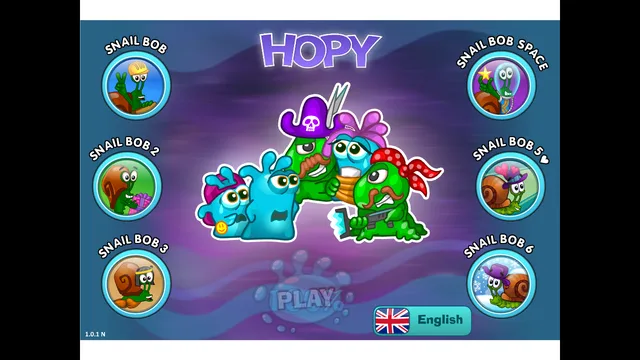 HOPY
SNAIL BOB
SNAIL BOB SPACE
SNAIL BOB 2
SNAIL BOB 5
SNAIL BOB 3
SNAIL BOB 6
PLAY
English
1.0.1 N